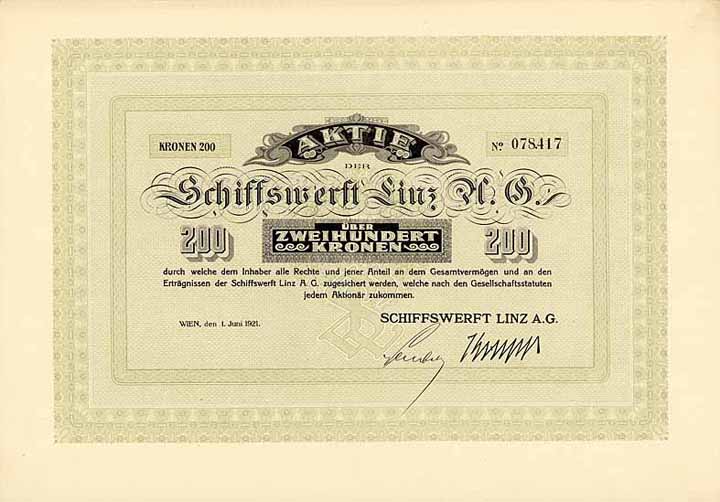 AKTIE
KRONEN 200
No 078417
DER
Schiffswerft Linz A. G.
200
ÜBER
ZWEIHUNDERT
KRONEN
200
durch welche dem Inhaber alle Rechte und jener Anteil an dem Gesamtvermögen und an den
Erträgnissen der Schiffswerft Linz A. G. zugesichert werden, welche nach den Gesellschaftsstatuten
jedem Aktionär zukommen.
WIEN, den 1. Juni 1921.
SCHIFFSWERFT LINZ A.G.